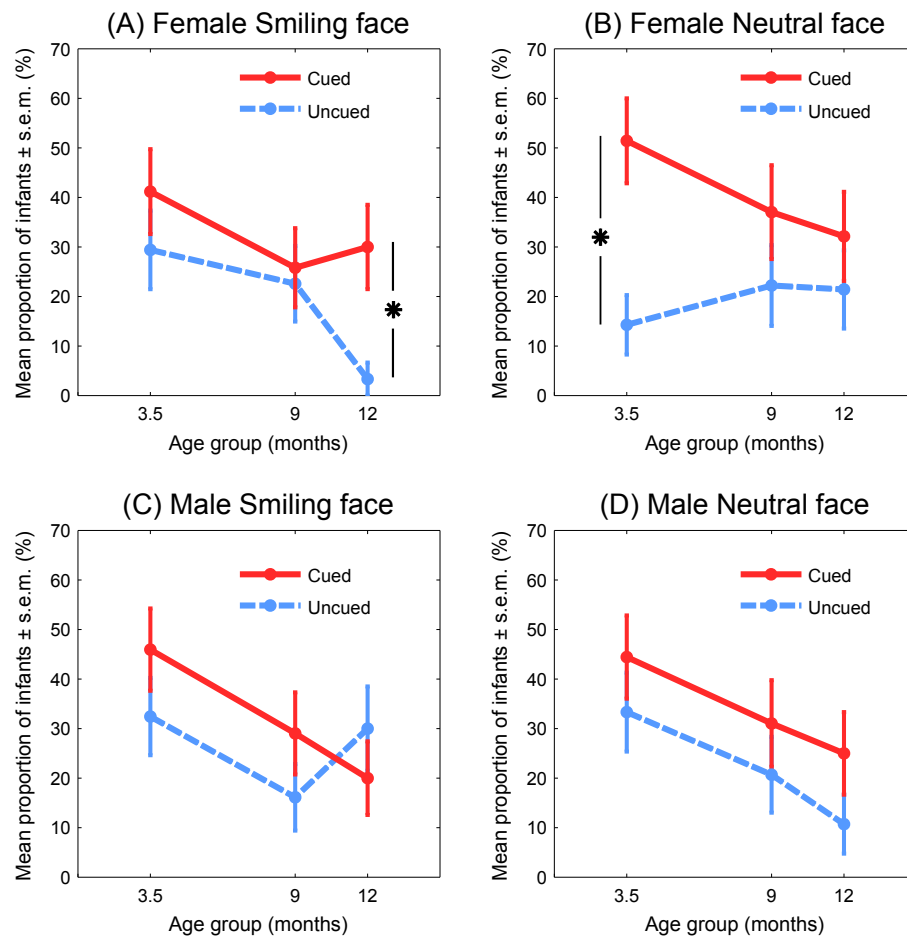 (A) Female Smiling face
Mean proportion of infants ± s.e.m. (%)
70
60
50
40
30
20
10
0
Cued
Uncued
3.5
9
12
Age group (months)
(B) Female Neutral face
Mean proportion of infants ± s.e.m. (%)
70
60
50
40
30
20
10
0
Cued
Uncued
3.5
9
12
Age group (months)
(C) Male Smiling face
Mean proportion of infants ± s.e.m. (%)
70
60
50
40
30
20
10
0
Cued
Uncued
3.5
9
12
Age group (months)
(D) Male Neutral face
Mean proportion of infants ± s.e.m. (%)
70
60
50
40
30
20
10
0
Cued
Uncued
3.5
9
12
Age group (months)